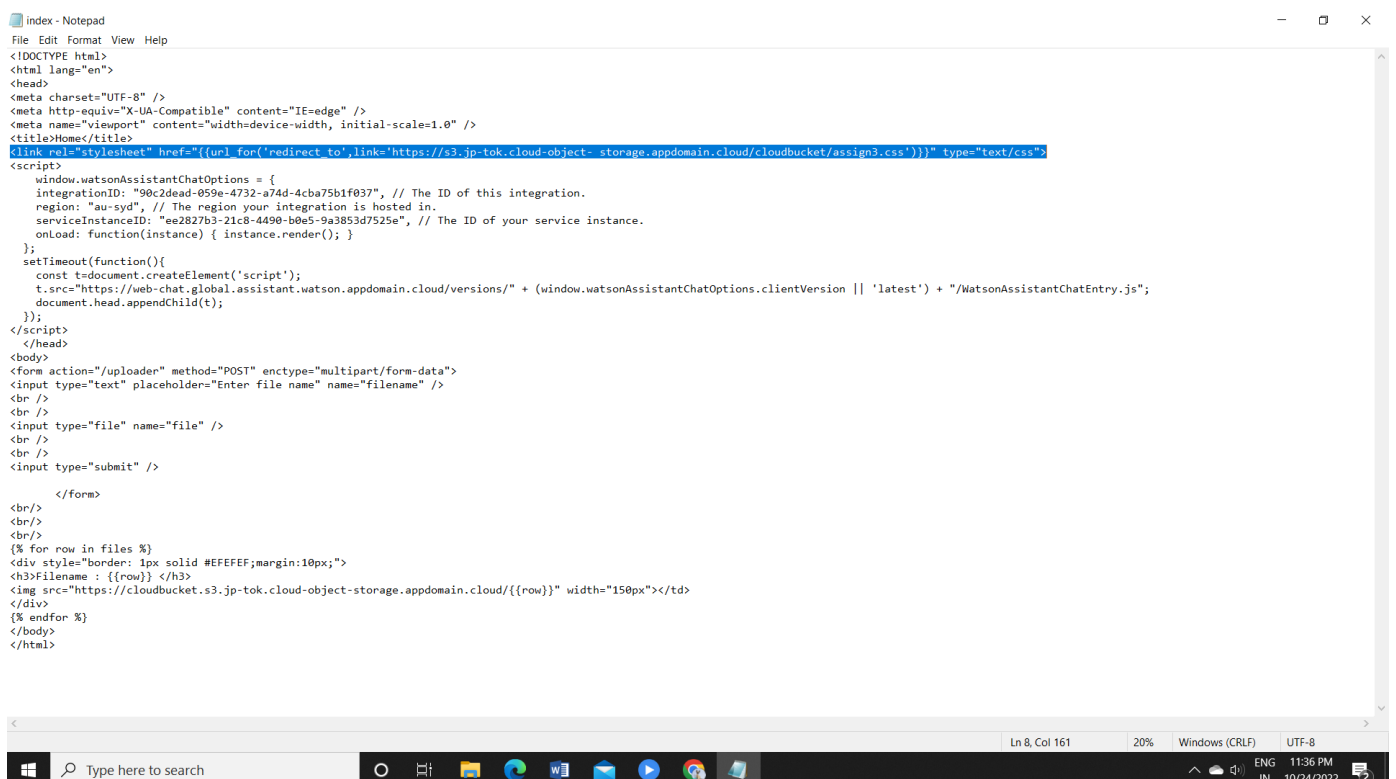 index - Notepad
File Edit Format View Help
<!DOCTYPE html>
<html lang="en">
<head>
<meta charset="UTF-8" />
<meta http-equiv="X-UA-Compatible" content="IE=edge" />
<meta name="viewport" content="width=device-width, initial-scale=1.0" />
<title>Home</title>
<link rel="stylesheet" href="{{url_for('redirect_to',link='https://s3.jp-tok.cloud-object- storage.appdomain.cloud/cloudbucket/assign3.css')}}" type="text/css">
<script>
    window.watsonAssistantChatOptions = {
    integrationID: "90c2dead-059e-4732-a74d-4cba75b1f037", // The ID of this integration.
    region: "au-syd", // The region your integration is hosted in.
    serviceInstanceID: "ee2827b3-21c8-4490-b0e5-9a3853d7525e", // The ID of your service instance.
    onLoad: function(instance) { instance.render(); }
  };
  setTimeout(function(){
    const t=document.createElement('script');
    t.src="https://web-chat.global.assistant.watson.appdomain.cloud/versions/" + (window.watsonAssistantChatOptions.clientVersion || 'latest') + "/WatsonAssistantChatEntry.js";
    document.head.appendChild(t);
  });
</script>
  </head>
<body>
<form action="/uploader" method="POST" enctype="multipart/form-data">
<input type="text" placeholder="Enter file name" name="filename" />
<br />
<br />
<input type="file" name="file" />
<br />
<br />
<input type="submit" />
</form>
<br/>
<br/>
<br/>
{% for row in files %}
<div style="border: 1px solid #EFEFEF;margin:10px;">
<h3>Filename : {{row}} </h3>
<img src="https://cloudbucket.s3.jp-tok.cloud-object-storage.appdomain.cloud/{{row}}" width="150px"></td>
</div>
{% endfor %}
</body>
</html>
Ln 8, Col 161 20% Windows (CRLF) UTF-8
Type here to search
ENG 11:36 PM
IN 10/24/2022